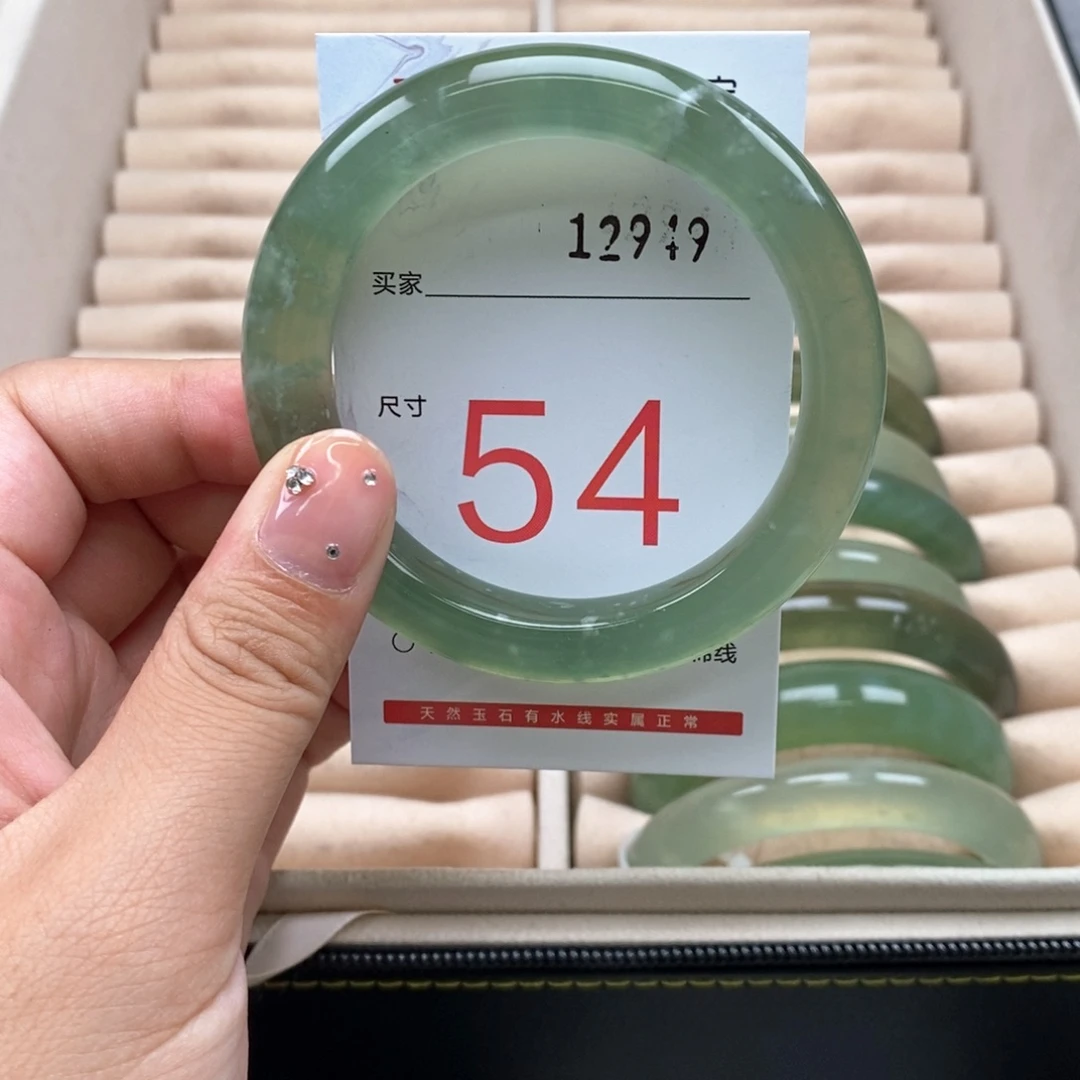 12949
买家
尺寸 54
线
天然玉石有水线实属正常